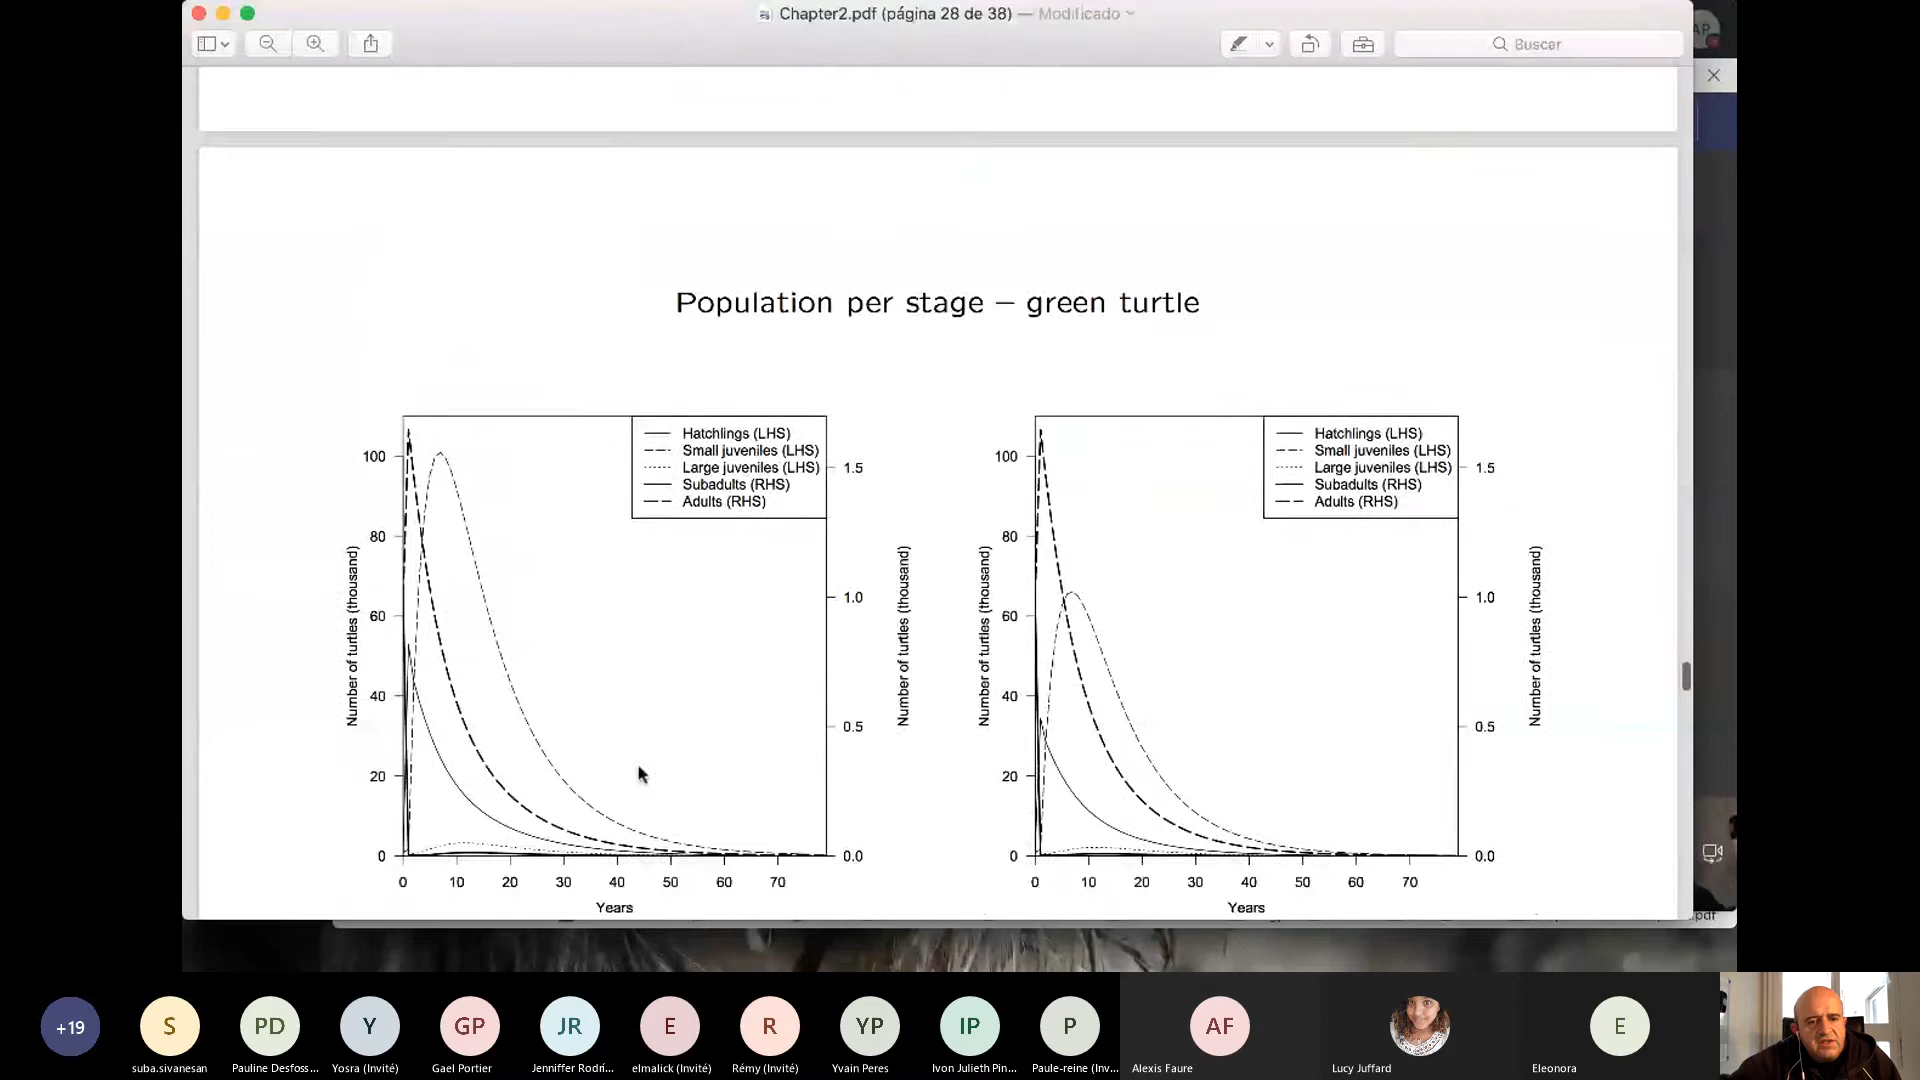 Chapter2.pdf (página 28 de 38) — Modificado
Buscar
AP
Population per stage – green turtle
Hatchlings (LHS)
Small juveniles (LHS)
Large juveniles (LHS)
Subadults (RHS)
Adults (RHS)
100
80
60
40
20
0
1.5
1.0
0.5
0.0
Number of turtles (thousand)
Number of turtles (thousand)
0 10 20 30 40 50 60 70
Years
Hatchlings (LHS)
Small juveniles (LHS)
Large juveniles (LHS)
Subadults (RHS)
Adults (RHS)
100
80
60
40
20
0
1.5
1.0
0.5
0.0
Number of turtles (thousand)
Number of turtles (thousand)
0 10 20 30 40 50 60 70
Years
pdf
+19 S PD Y GP JR E R YP IP P AF E
suba.sivanesan Pauline Desfoss... Yosra (Invité) Gael Portier Jenniffer Rodrí... elmalick (Invité) Rémy (Invité) Yvain Peres Ivon Julieth Pin... Paule-reine (Inv... Alexis Faure Lucy Juffard Eleonora